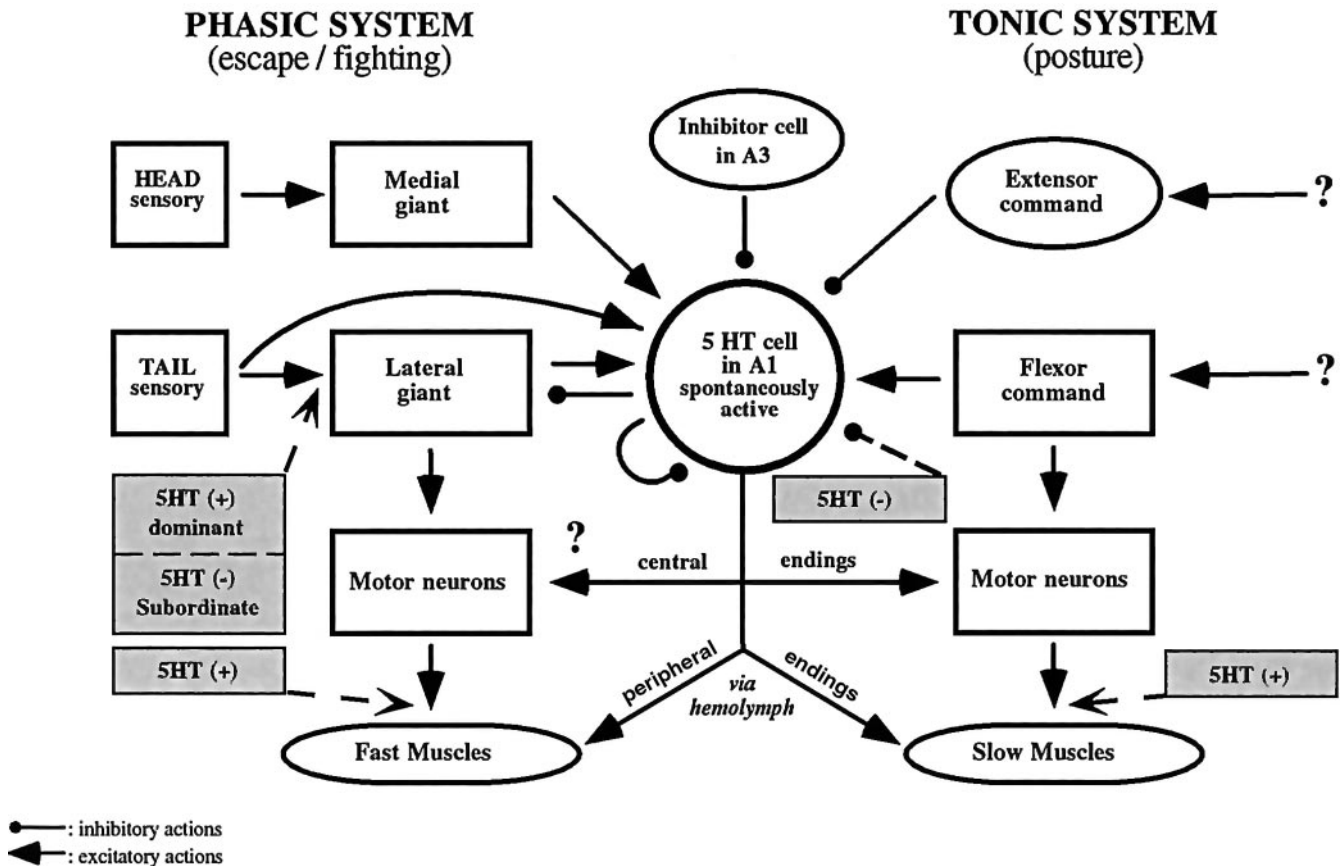 PHASIC SYSTEM
(escape / fighting)
TONIC SYSTEM
(posture)
Inhibitor cell
in A3
HEAD
sensory
Medial
giant
Extensor
command
?
TAIL
sensory
Lateral
giant
5 HT cell
in A1
spontaneously
active
Flexor
command
?
5HT (+)
dominant
5HT (-)
Subordinate
5HT (-)
?
Motor neurons
central
endings
Motor neurons
5HT (+)
peripheral
endings
via
hemolymph
5HT (+)
Fast Muscles
Slow Muscles
: inhibitory actions
: excitatory actions